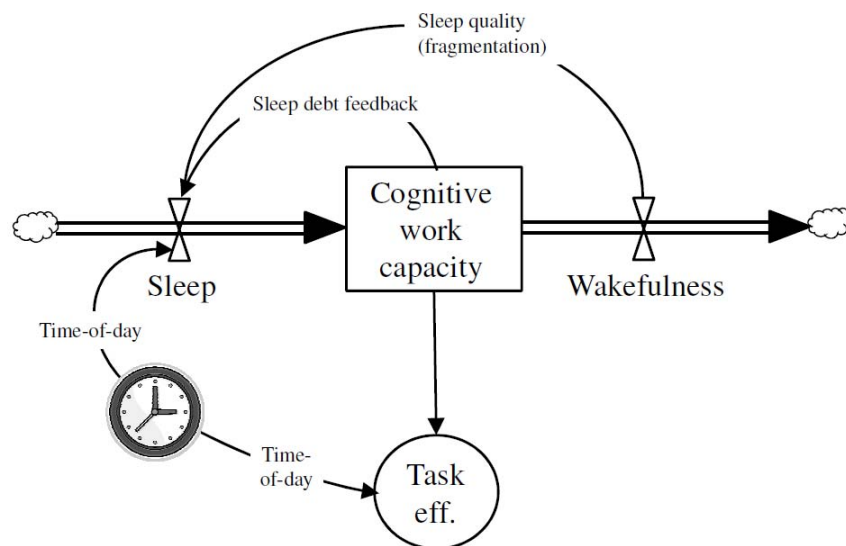 Sleep quality
(fragmentation)
Sleep debt feedback
Cognitive
work
capacity
Sleep
Wakefulness
Time-of-day
Time-
of-day
Task
eff.